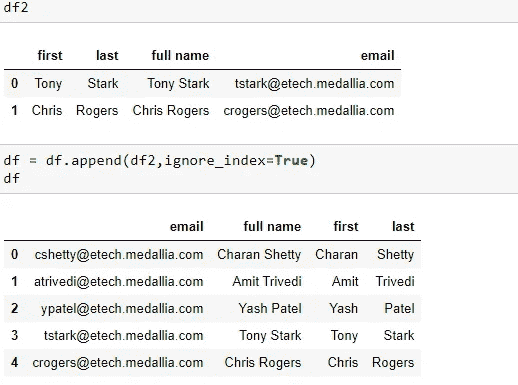 df2
first last full name email
0 Tony Stark Tony Stark tstark@etech.medallia.com
1 Chris Rogers Chris Rogers crogers@etech.medallia.com
df = df.append(df2,ignore_index=True)
df
email full name first last
0 cshetty@etech.medallia.com Charan Shetty Charan Shetty
1 atrivedi@etech.medallia.com Amit Trivedi Amit Trivedi
2 ypatel@etech.medallia.com Yash Patel Yash Patel
3 tstark@etech.medallia.com Tony Stark Tony Stark
4 crogers@etech.medallia.com Chris Rogers Chris Rogers